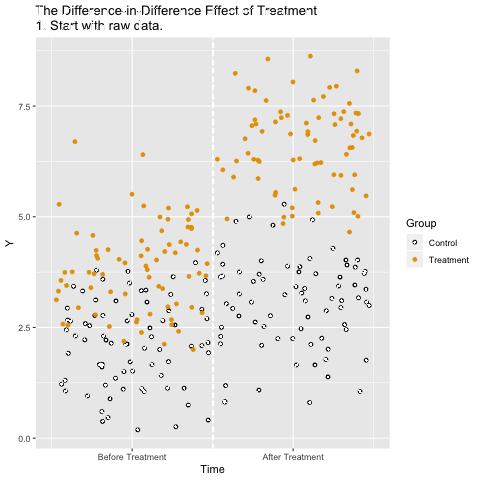 The Difference-in-Difference Effect of Treatment
1. Start with raw data.
7.5
5.0
2.5
0.0
Y
Before Treatment
After Treatment
Time
Group
Control
Treatment